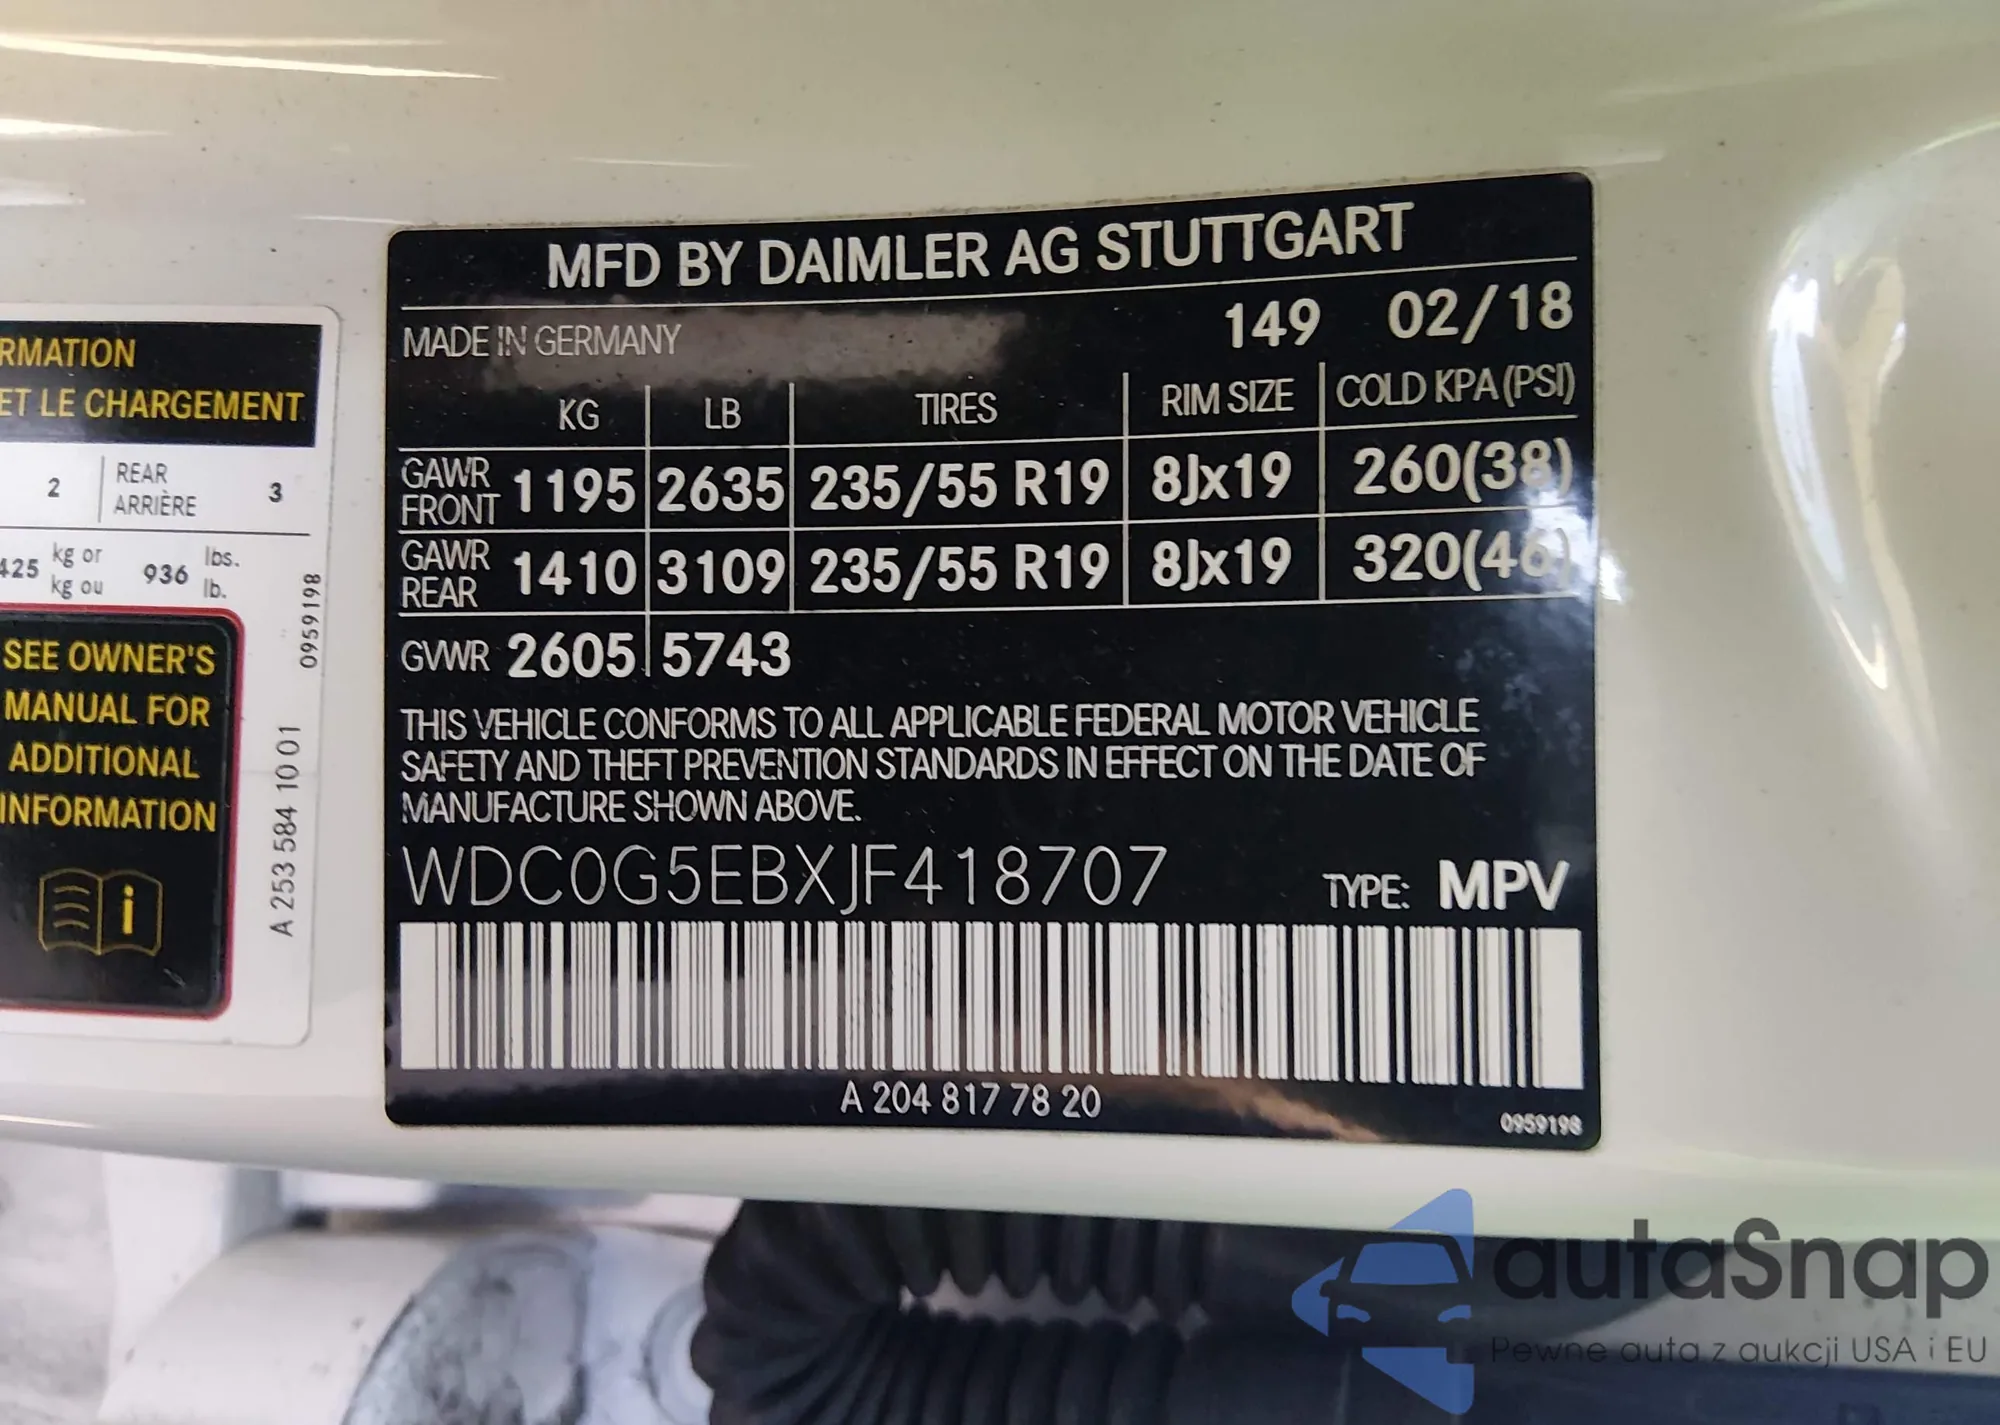 RMATION
ET LE CHARGEMENT
2 REAR ARRIÈRE 3
425 kg or kg ou 936 lbs. lb.
SEE OWNER'S
MANUAL FOR
ADDITIONAL
INFORMATION
i
A 253 584 10 01
0959198
MFD BY DAIMLER AG STUTTGART
MADE IN GERMANY 149 02/18
KG LB TIRES RIM SIZE COLD KPA(PSI)
GAWR FRONT 1195 2635 235/55 R19 8Jx19 260(38)
GAWR REAR 1410 3109 235/55 R19 8Jx19 320(46)
GVWR 2605 5743
THIS VEHICLE CONFORMS TO ALL APPLICABLE FEDERAL MOTOR VEHICLE
SAFETY AND THEFT PREVENTION STANDARDS IN EFFECT ON THE DATE OF
MANUFACTURE SHOWN ABOVE.
WDC0G5EBXJF418707 TYPE: MPV
A 204 817 78 20
0959198
autaSnap
Pewne auta z aukcji USA i EU